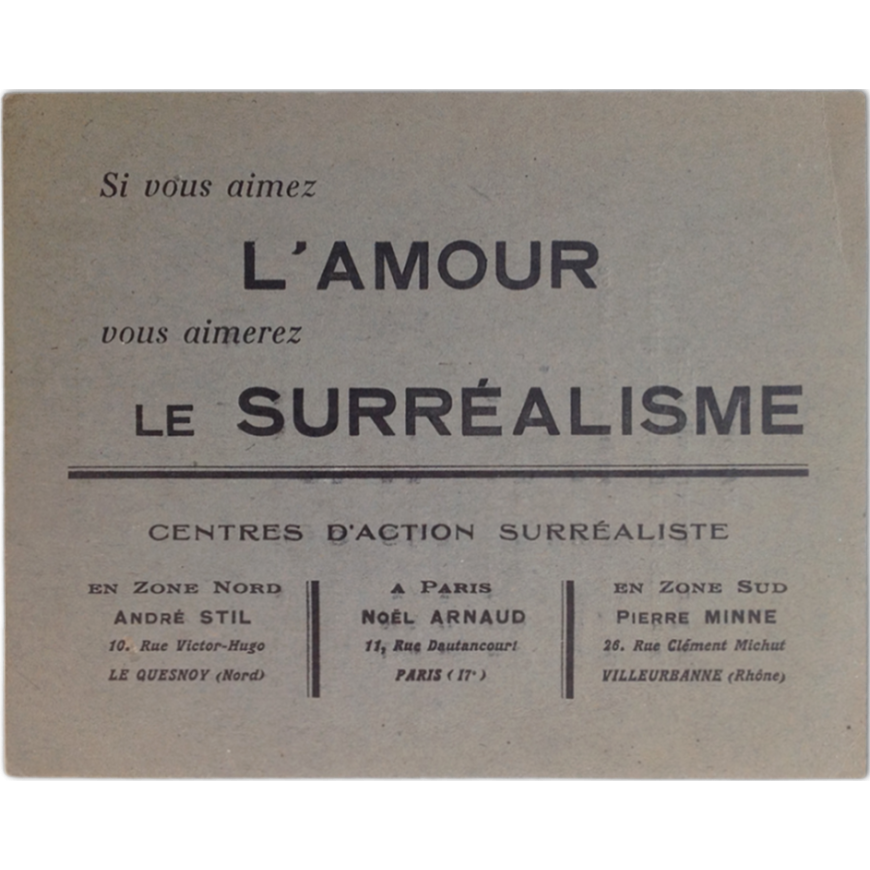 Si vous aimez
L'AMOUR
vous aimerez
LE SURRÉALISME
CENTRES D'ACTION SURRÉALISTE
EN ZONE NORD
ANDRÉ STIL
10. Rue Victor-Hugo
LE QUESNOY (Nord)
A PARIS
NOËL ARNAUD
11, Rue Dautancourt
PARIS (17e)
EN ZONE SUD
PIERRE MINNE
26. Rue Clément Michut
VILLEURBANNE (Rhône)